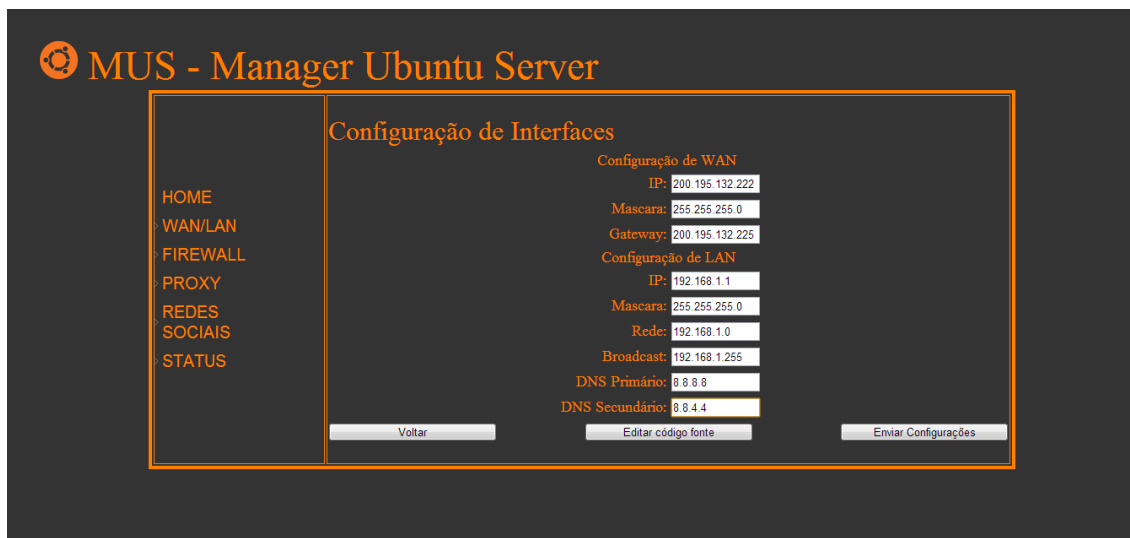 MUS - Manager Ubuntu Server
HOME
WAN/LAN
FIREWALL
PROXY
REDES
SOCIAIS
STATUS
Configuração de Interfaces
Configuração de WAN
IP: 200.195.132.222
Mascara: 255.255.255.0
Gateway: 200.195.132.225
Configuração de LAN
IP: 192.168.1.1
Mascara: 255.255.255.0
Rede: 192.168.1.0
Broadcast: 192.168.1.255
DNS Primário: 8.8.8.8
DNS Secundário: 8.8.4.4
Voltar Editar código fonte Enviar Configurações